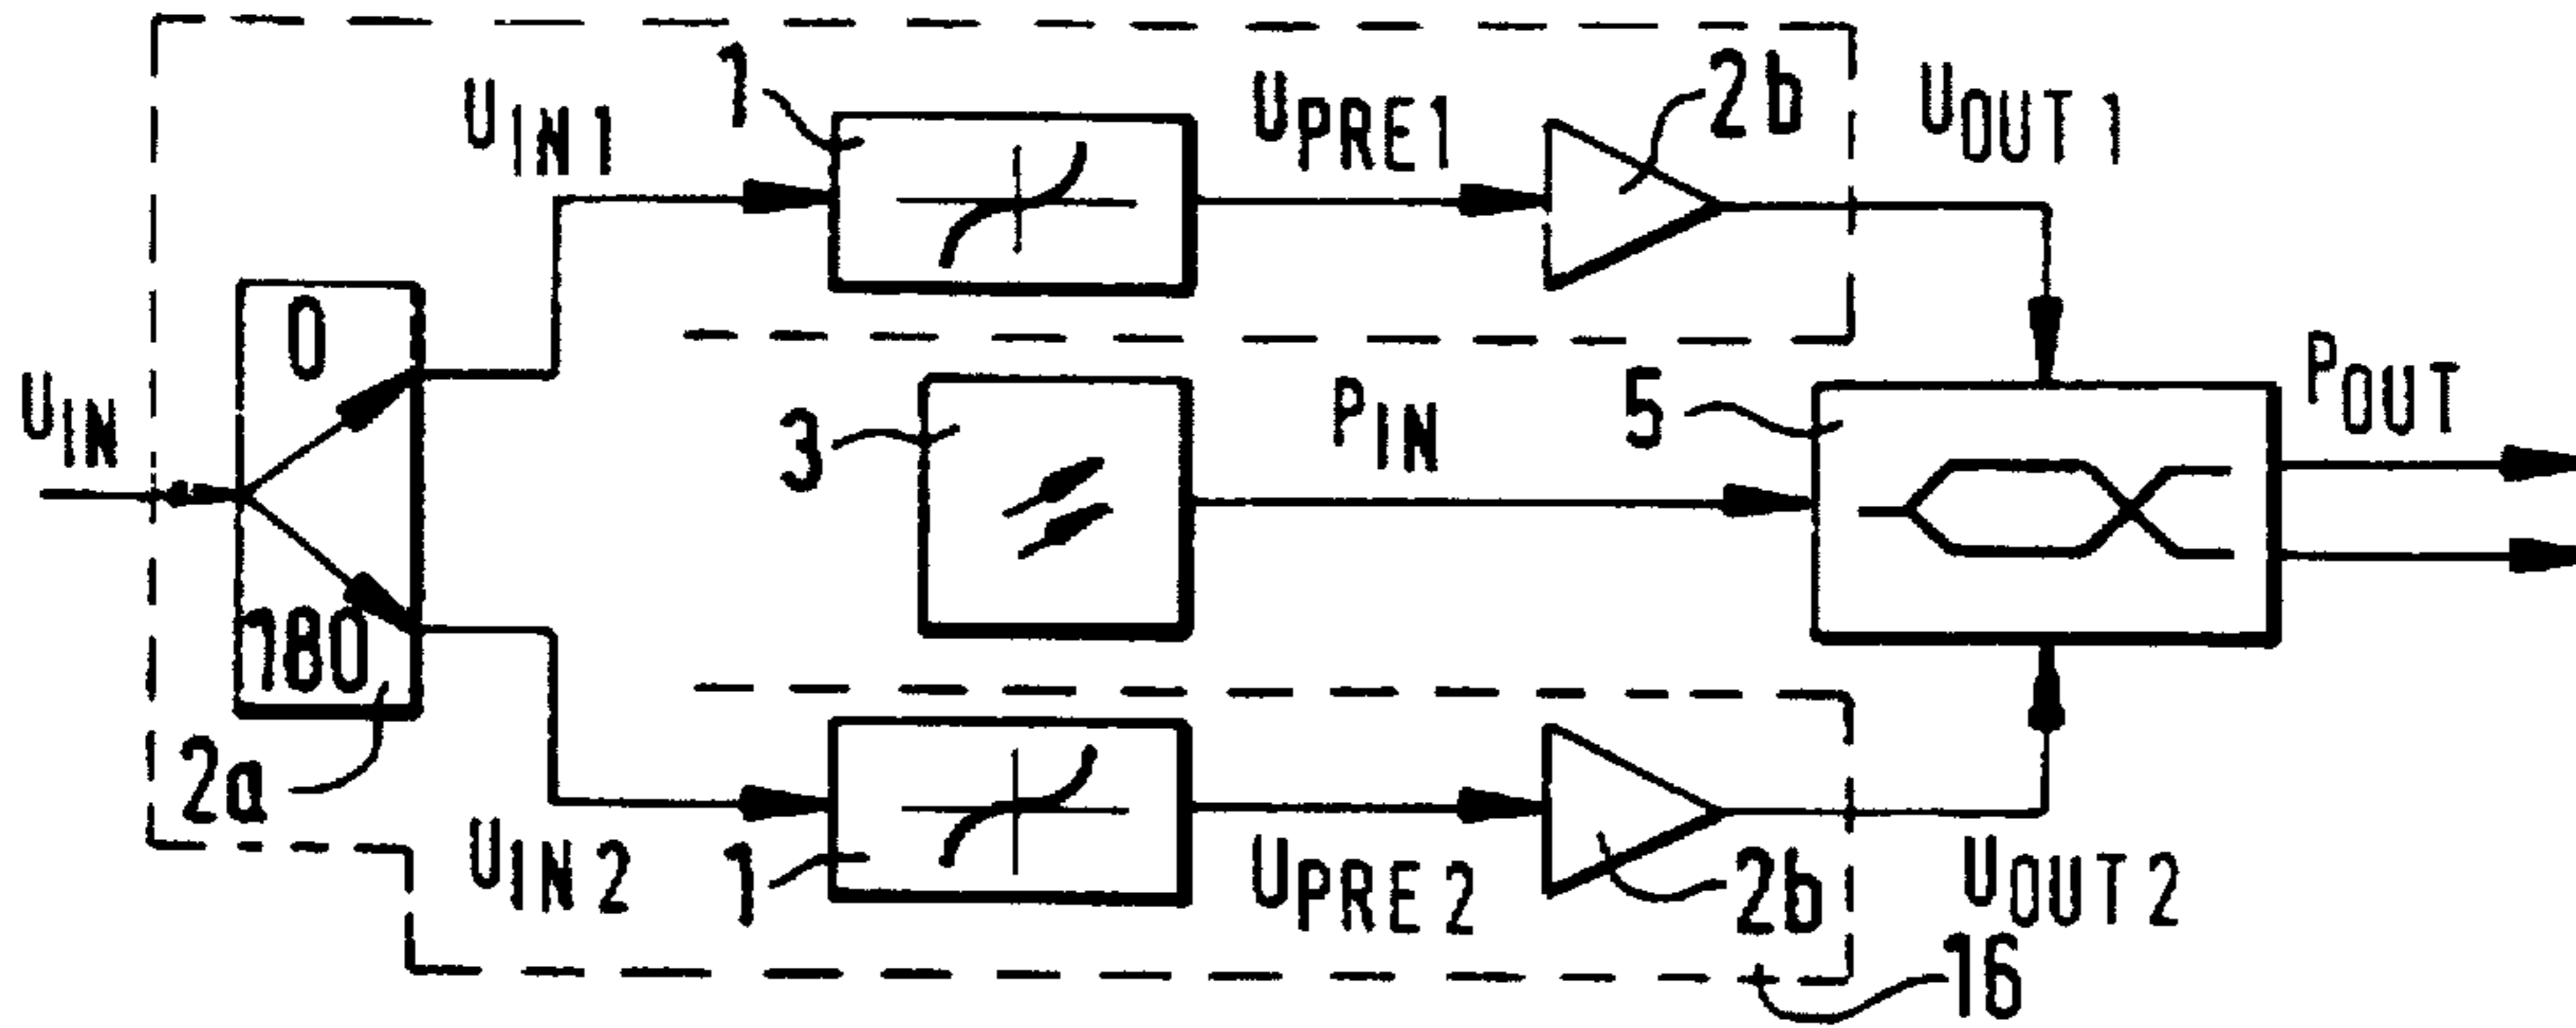 U_IN1
1
U_PRE1
2b
U_OUT1
0
U_IN
3
P_IN
5
P_OUT
180
2a
U_IN2
1
U_PRE2
2b
U_OUT2
16